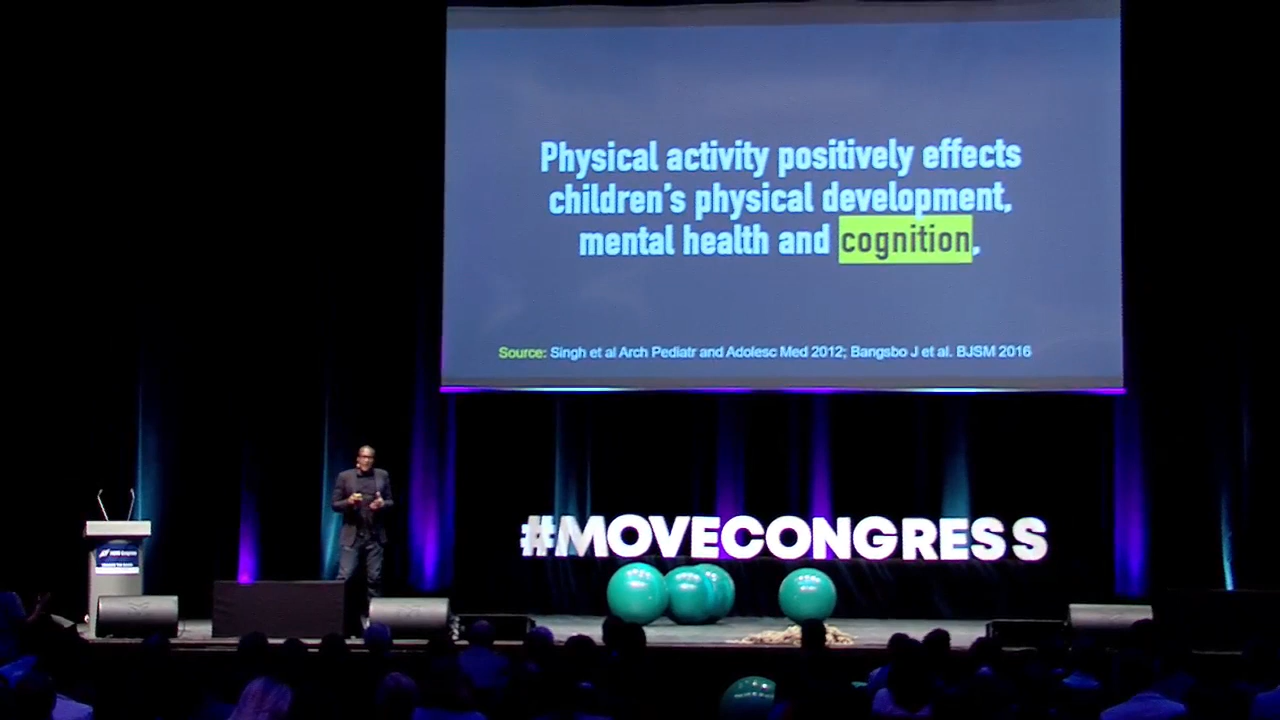 Physical activity positively effects
children's physical development,
mental health and cognition,
Source: Singh et al Arch Pediatr and Adolesc Med 2012; Bangsbo J et al. BJSM 2016
#MOVECONGRESS